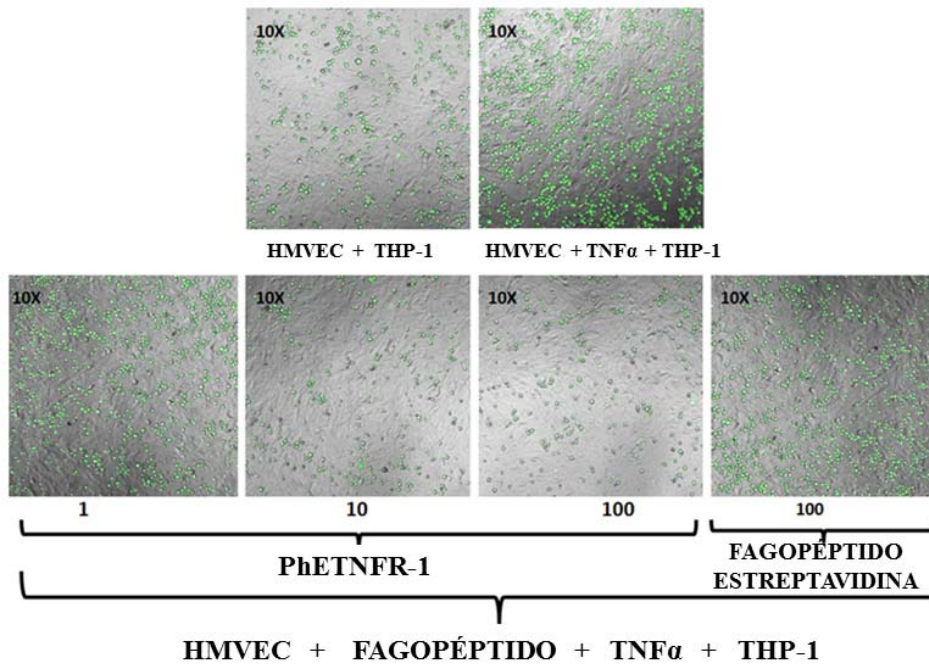 10X 10X
HMVEC + THP-1 HMVEC + TNFα + THP-1
10X 10X 10X 10X
1 10 100 100
PhETNFR-1 FAGOPÉPTIDO
ESTREPTAVIDINA
HMVEC + FAGOPÉPTIDO + TNFα + THP-1